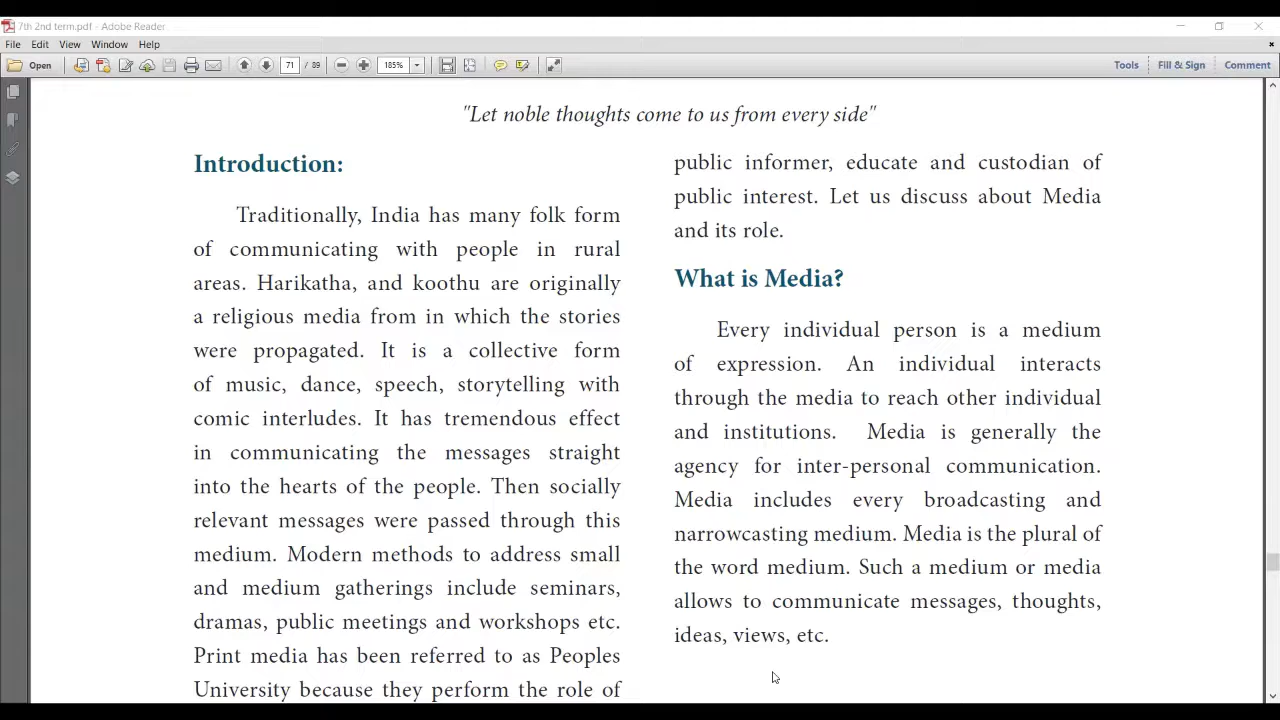 7th 2nd term.pdf - Adobe Reader
File Edit View Window Help
Open 71 / 89 185% Tools Fill & Sign Comment
"Let noble thoughts come to us from every side"
Introduction:
Traditionally, India has many folk form
of communicating with people in rural
areas. Harikatha, and koothu are originally
a religious media from in which the stories
were propagated. It is a collective form
of music, dance, speech, storytelling with
comic interludes. It has tremendous effect
in communicating the messages straight
into the hearts of the people. Then socially
relevant messages were passed through this
medium. Modern methods to address small
and medium gatherings include seminars,
dramas, public meetings and workshops etc.
Print media has been referred to as Peoples
University because they perform the role of
public informer, educate and custodian of
public interest. Let us discuss about Media
and its role.
What is Media?
Every individual person is a medium
of expression. An individual interacts
through the media to reach other individual
and institutions. Media is generally the
agency for inter-personal communication.
Media includes every broadcasting and
narrowcasting medium. Media is the plural of
the word medium. Such a medium or media
allows to communicate messages, thoughts,
ideas, views, etc.